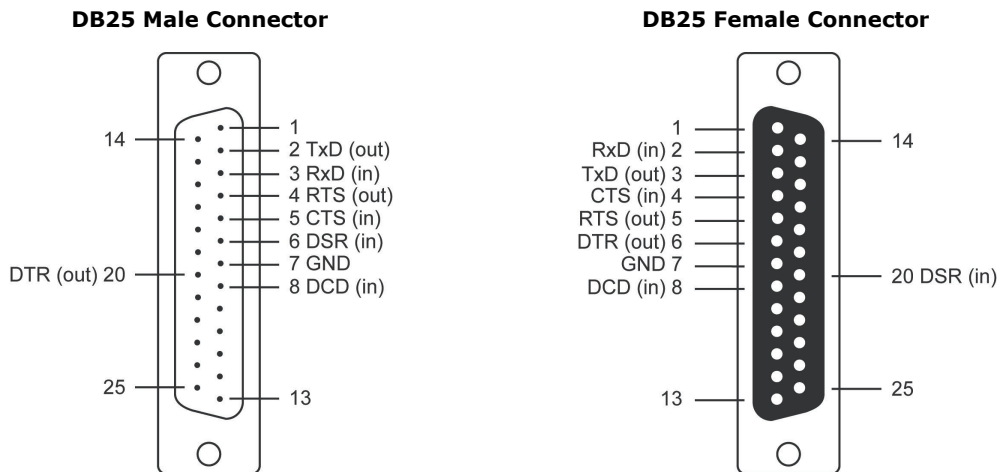 DB25 Male Connector
14
1
2 TxD (out)
3 RxD (in)
4 RTS (out)
5 CTS (in)
6 DSR (in)
7 GND
DTR (out) 20
8 DCD (in)
25
13
DB25 Female Connector
1
14
RxD (in) 2
TxD (out) 3
CTS (in) 4
RTS (out) 5
DTR (out) 6
GND 7
20 DSR (in)
DCD (in) 8
25
13